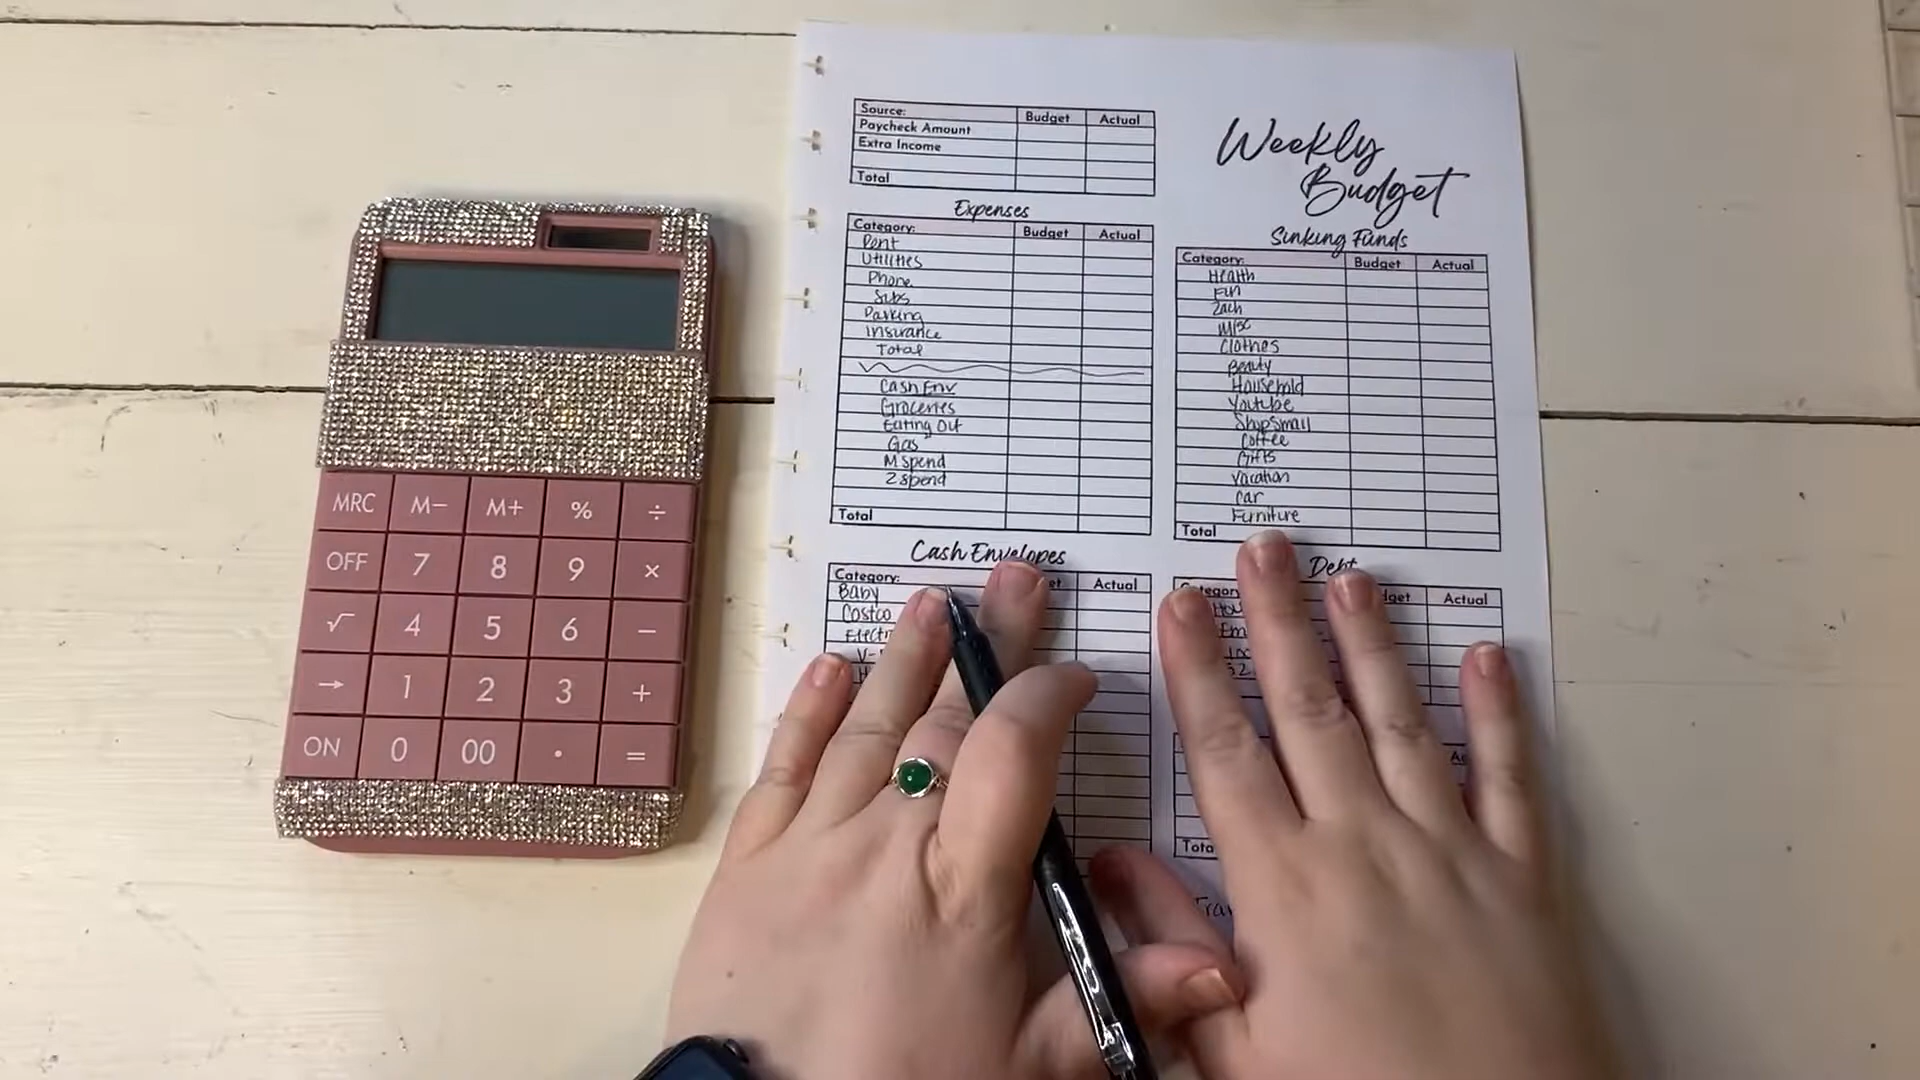 MRC M- M+ % ÷
OFF 7 8 9 ×
√ 4 5 6 −
→ 1 2 3 +
ON 0 00 · =
Source: Budget Actual
Paycheck Amount
Extra Income
Total
Weekly
Budget
Expenses
Category: Budget Actual
Rent
Utilities
Phone
Subs
Parking
Insurance
Total
Cash Env
Groceries
Eating Out
Gas
M spend
Z spend
Total
Sinking Funds
Category: Budget Actual
Health
Fun
Zach
Misc
Clothes
Beauty
Household
Youtube
ShopSmall
Coffee
Gifts
Vacation
Car
Furniture
Total
Cash Envelopes
Category: Actual
Baby
Costco
Debt
Actual
Total